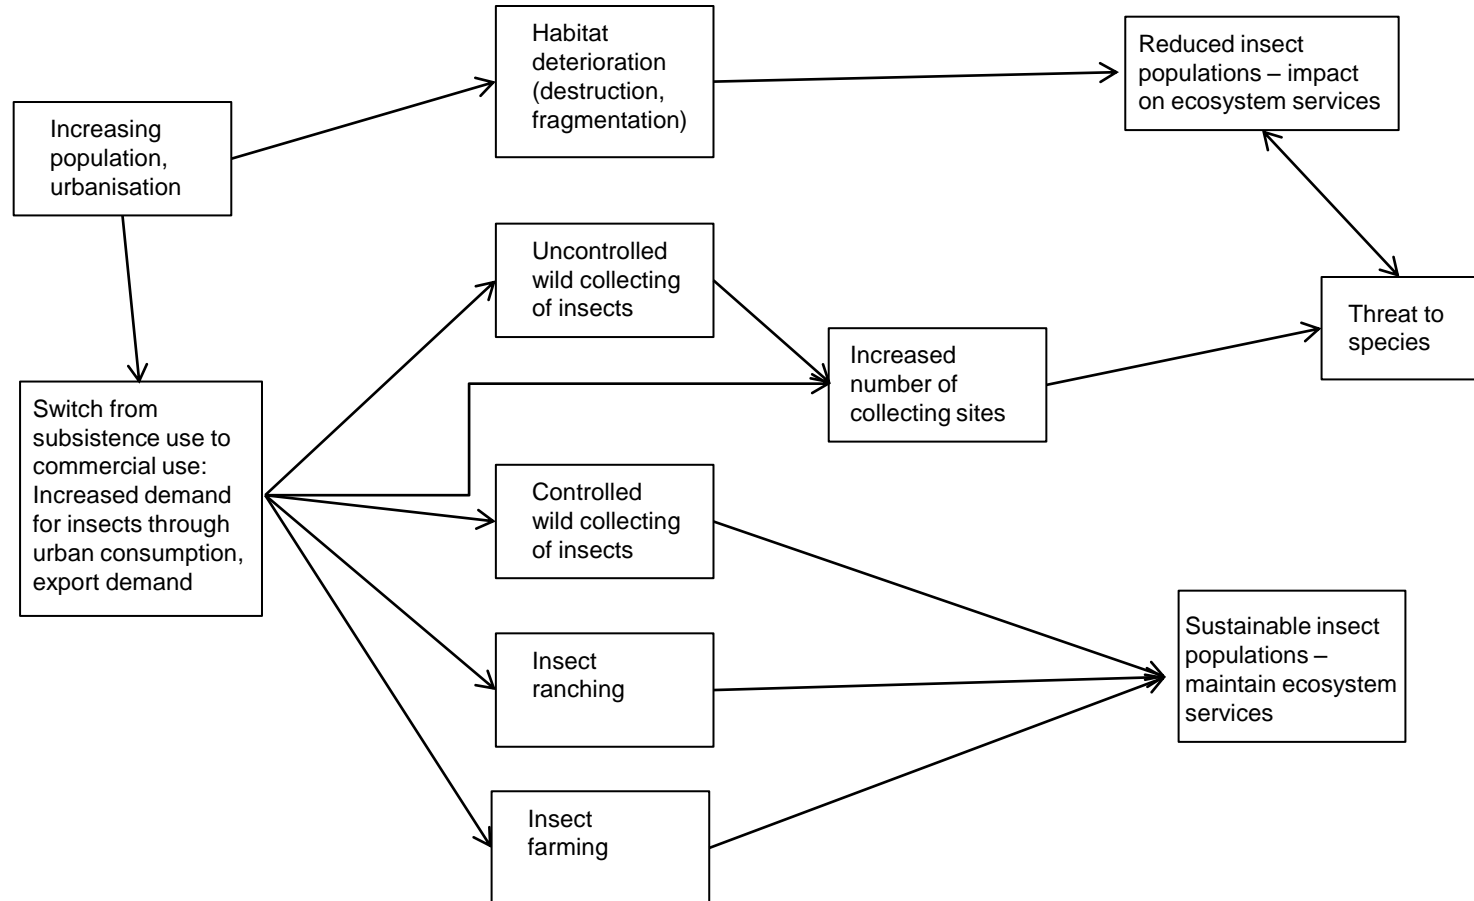 Increasing
population,
urbanisation
Habitat
deterioration
(destruction,
fragmentation)
Reduced insect
populations – impact
on ecosystem services
Uncontrolled
wild collecting
of insects
Threat to
species
Increased
number of
collecting sites
Switch from
subsistence use to
commercial use:
Increased demand
for insects through
urban consumption,
export demand
Controlled
wild collecting
of insects
Sustainable insect
populations –
maintain ecosystem
services
Insect
ranching
Insect
farming